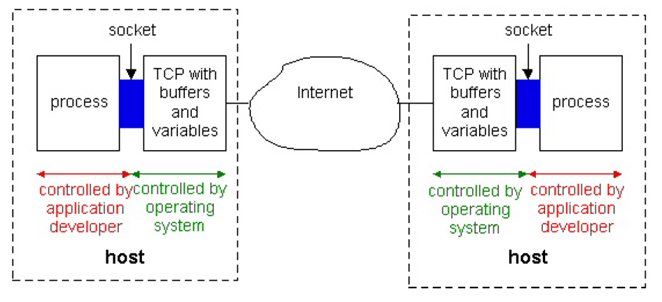 socket
process
TCP with
buffers
and
variables
controlled by
application
developer
controlled by
operating
system
host
Internet
socket
TCP with
buffers
and
variables
process
controlled by
operating
system
controlled by
application
developer
host